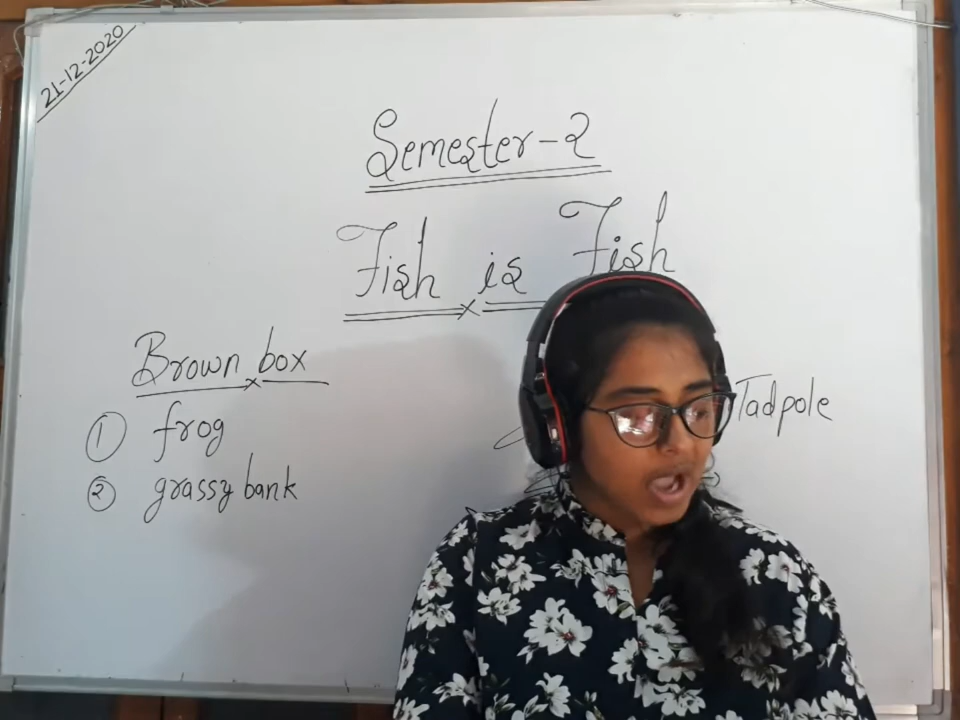 21-12-2020
Semester-2
Fish is Fish
Brown box
① frog
② grassy bank
Tadpole